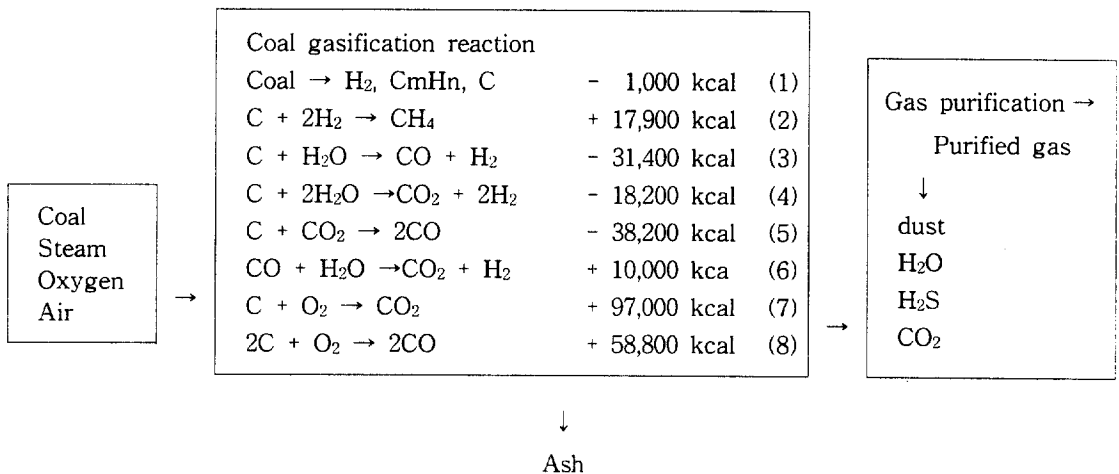 Coal
Steam
Oxygen
Air
→
Coal gasification reaction
Coal → H₂, CmHn, C - 1,000 kcal (1)
C + 2H₂ → CH₄ + 17,900 kcal (2)
C + H₂O → CO + H₂ - 31,400 kcal (3)
C + 2H₂O →CO₂ + 2H₂ - 18,200 kcal (4)
C + CO₂ → 2CO - 38,200 kcal (5)
CO + H₂O →CO₂ + H₂ + 10,000 kca (6)
C + O₂ → CO₂ + 97,000 kcal (7)
2C + O₂ → 2CO + 58,800 kcal (8)
→
Gas purification →
Purified gas
↓
dust
H₂O
H₂S
CO₂
↓
Ash